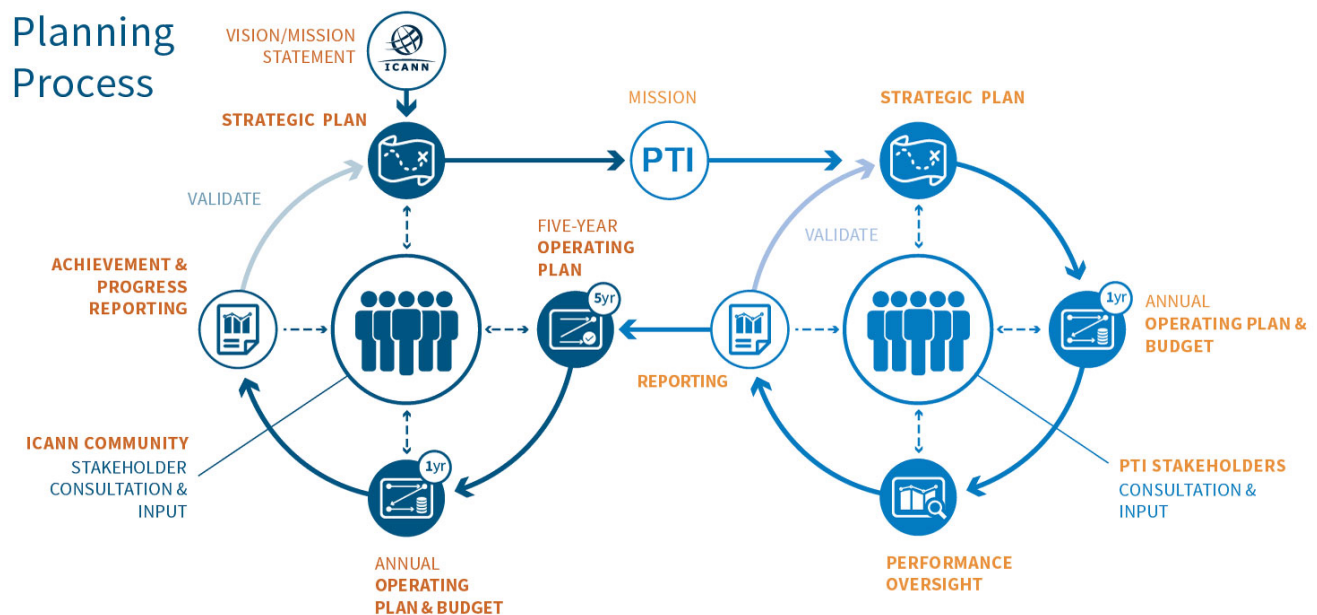 Planning
Process
VISION/MISSION
STATEMENT
ICANN
STRATEGIC PLAN
MISSION
PTI
STRATEGIC PLAN
VALIDATE
VALIDATE
FIVE-YEAR
OPERATING
PLAN
5yr
ACHIEVEMENT &
PROGRESS
REPORTING
1yr
ANNUAL
OPERATING PLAN &
BUDGET
REPORTING
ICANN COMMUNITY
STAKEHOLDER
CONSULTATION &
INPUT
1yr
ANNUAL
OPERATING
PLAN & BUDGET
PTI STAKEHOLDERS
CONSULTATION &
INPUT
PERFORMANCE
OVERSIGHT